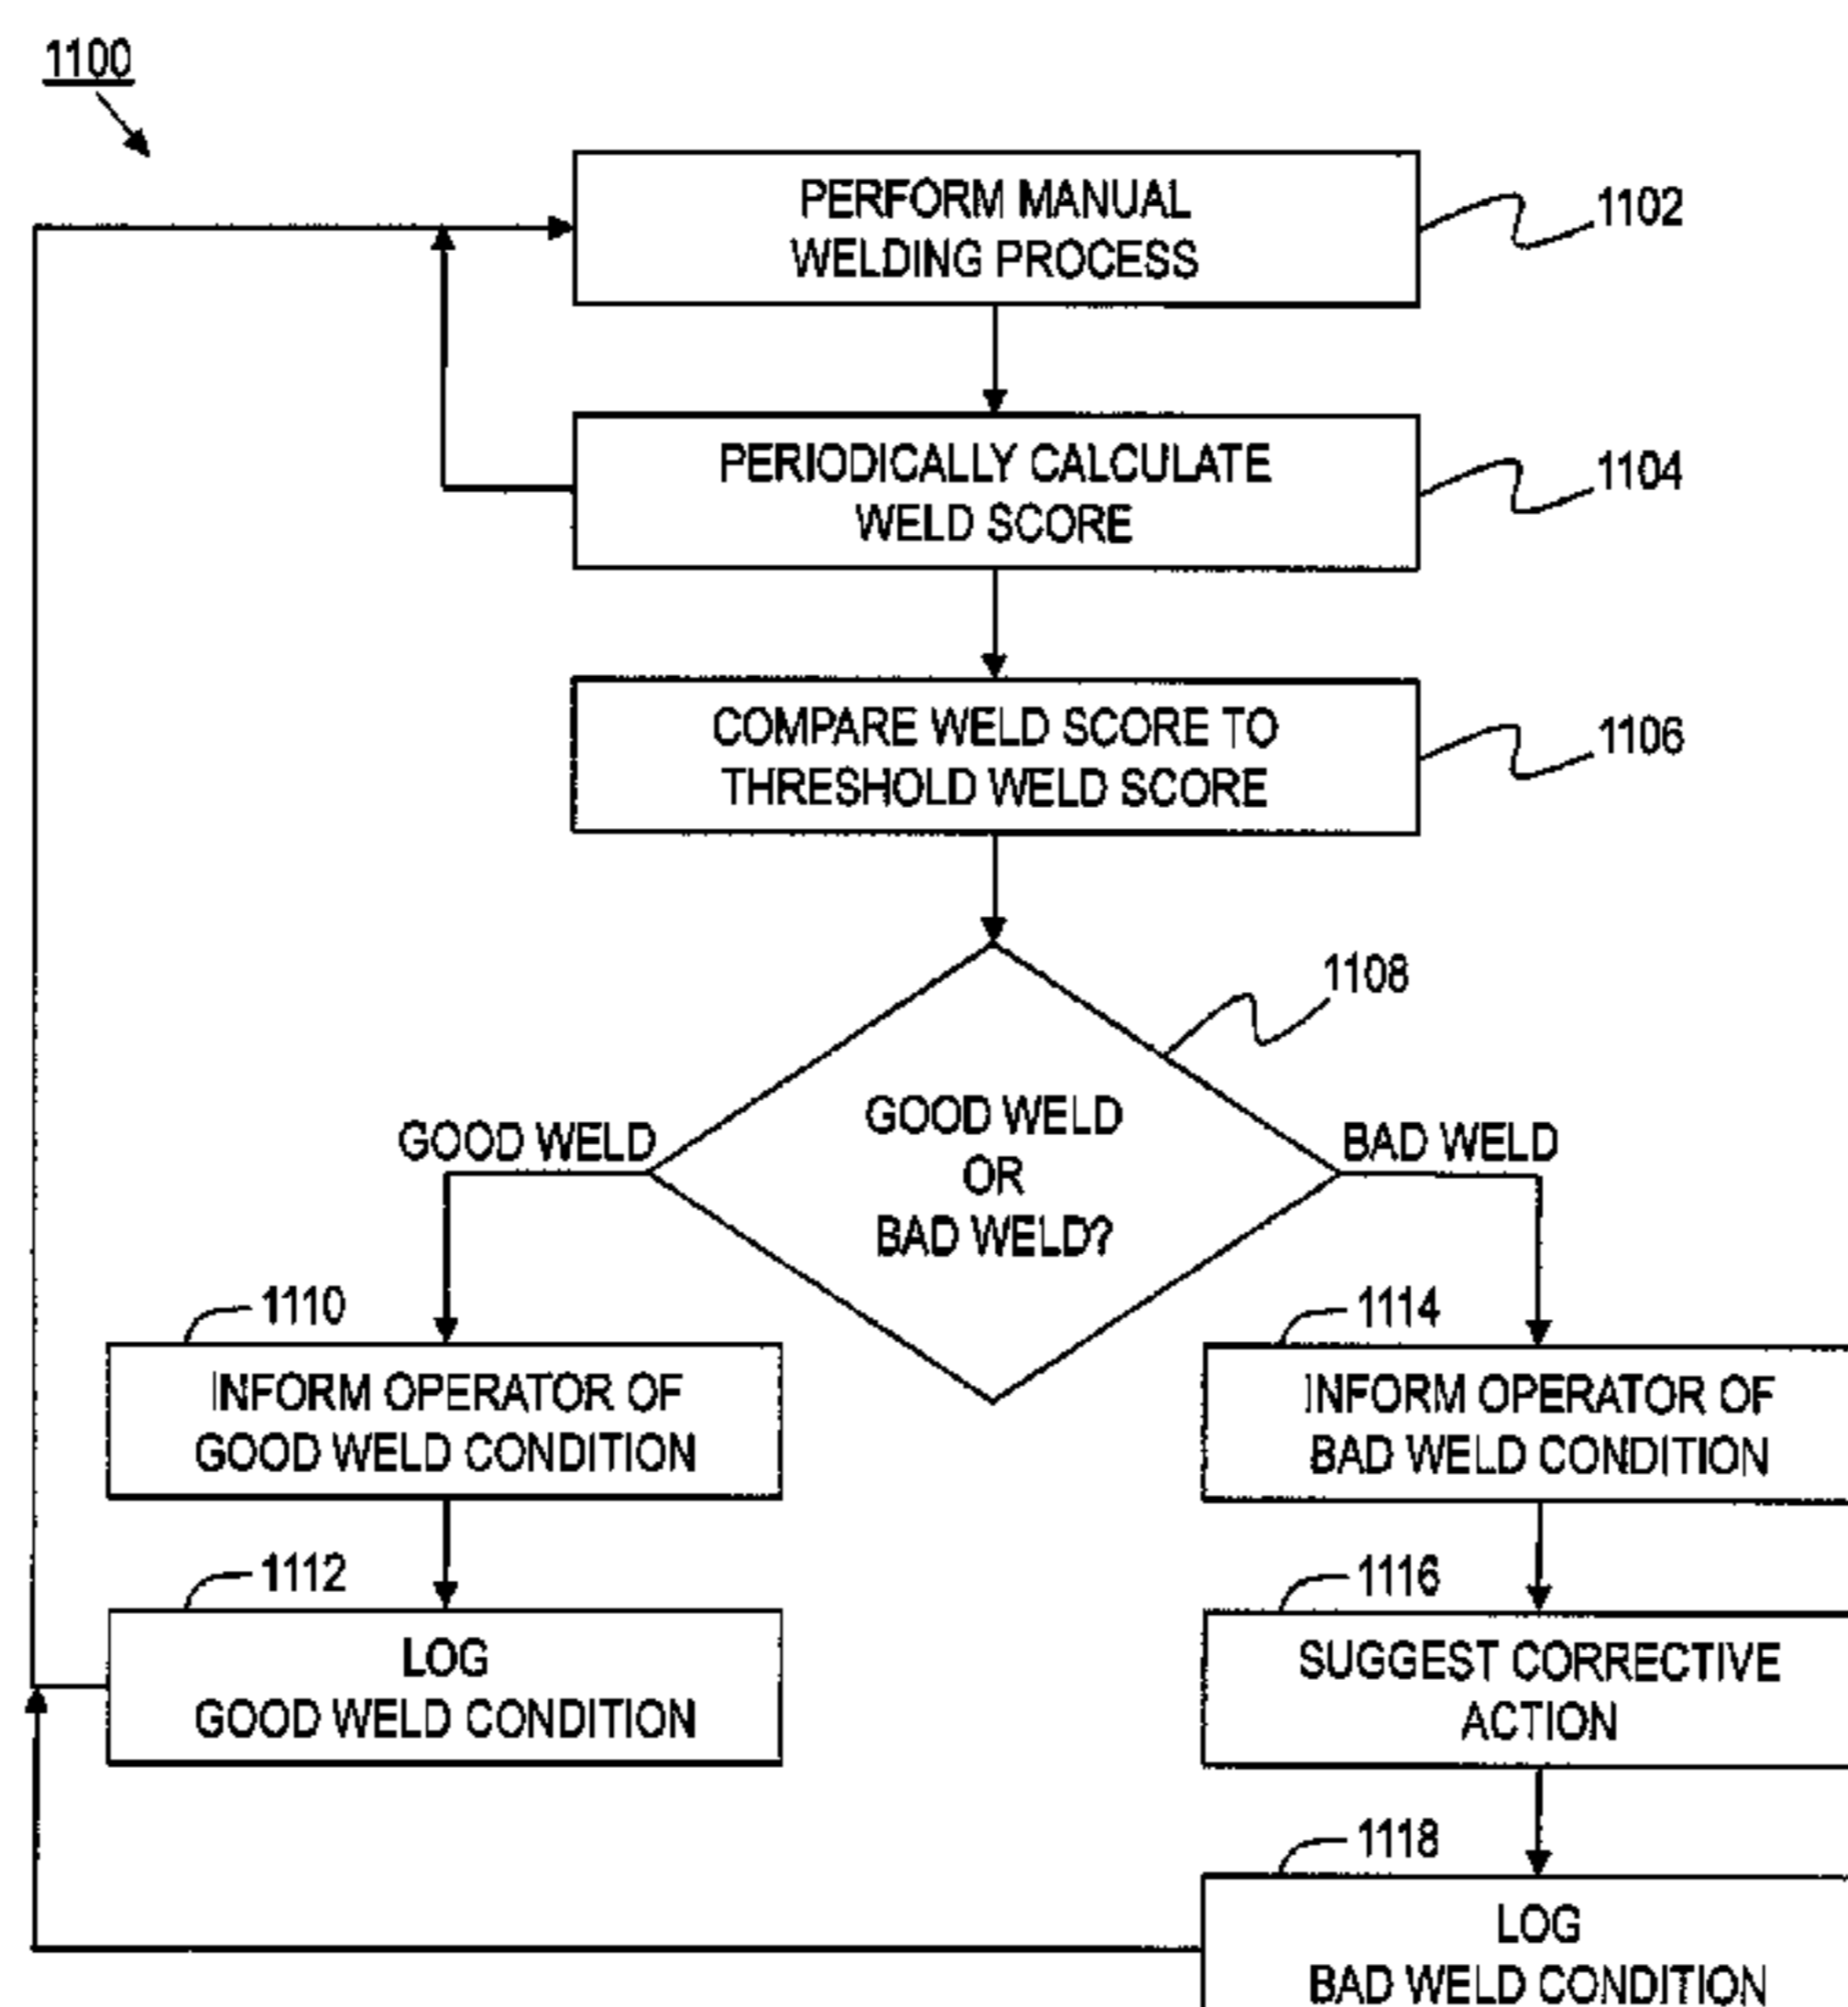 1100
PERFORM MANUAL
WELDING PROCESS
1102
PERIODICALLY CALCULATE
WELD SCORE
1104
COMPARE WELD SCORE TO
THRESHOLD WELD SCORE
1106
1108
GOOD WELD
OR
BAD WELD?
GOOD WELD
BAD WELD
1110
INFORM OPERATOR OF
GOOD WELD CONDITION
1112
LOG
GOOD WELD CONDITION
1114
INFORM OPERATOR OF
BAD WELD CONDITION
1116
SUGGEST CORRECTIVE
ACTION
1118
LOG
BAD WELD CONDITION